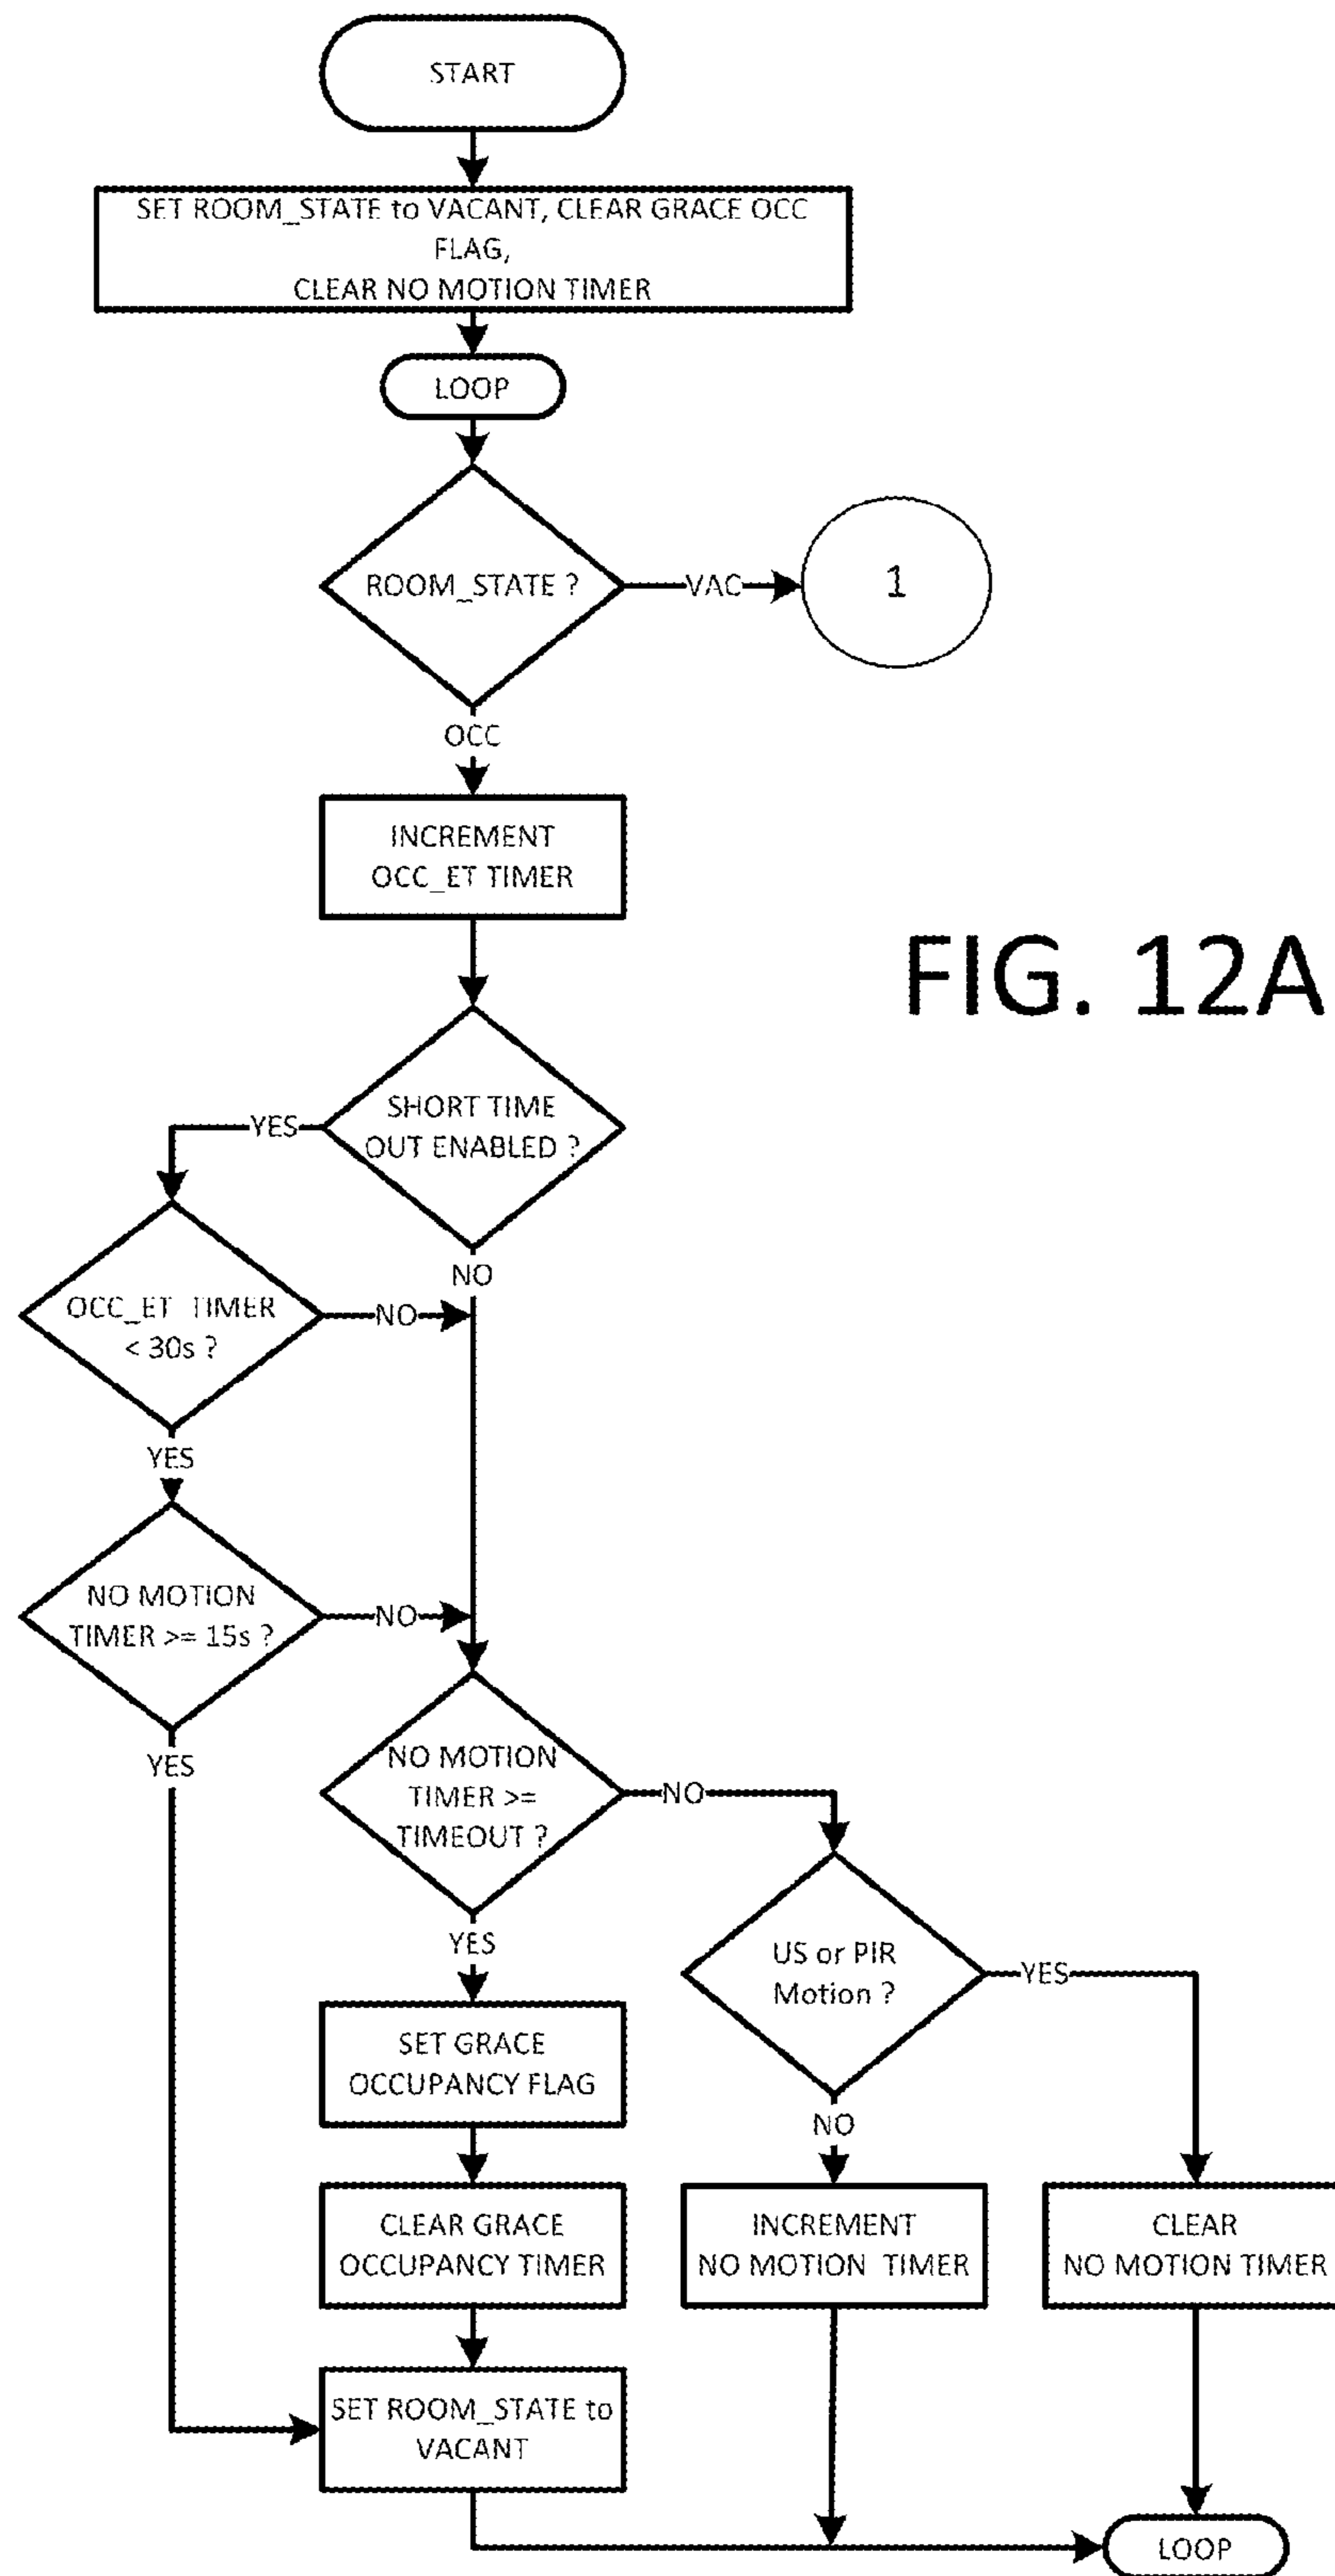 START
SET ROOM_STATE to VACANT, CLEAR GRACE OCC
FLAG,
CLEAR NO MOTION TIMER
LOOP
ROOM_STATE ?
VAC
1
OCC
INCREMENT
OCC_ET TIMER
FIG. 12A
SHORT TIME
OUT ENABLED ?
YES
NO
OCC_ET TIMER
< 30s ?
NO
YES
NO MOTION
TIMER >= 15s ?
NO
YES
NO MOTION
TIMER >=
TIMEOUT ?
NO
YES
US or PIR
Motion ?
YES
NO
SET GRACE
OCCUPANCY FLAG
CLEAR GRACE
OCCUPANCY TIMER
INCREMENT
NO MOTION TIMER
CLEAR
NO MOTION TIMER
SET ROOM_STATE to
VACANT
LOOP